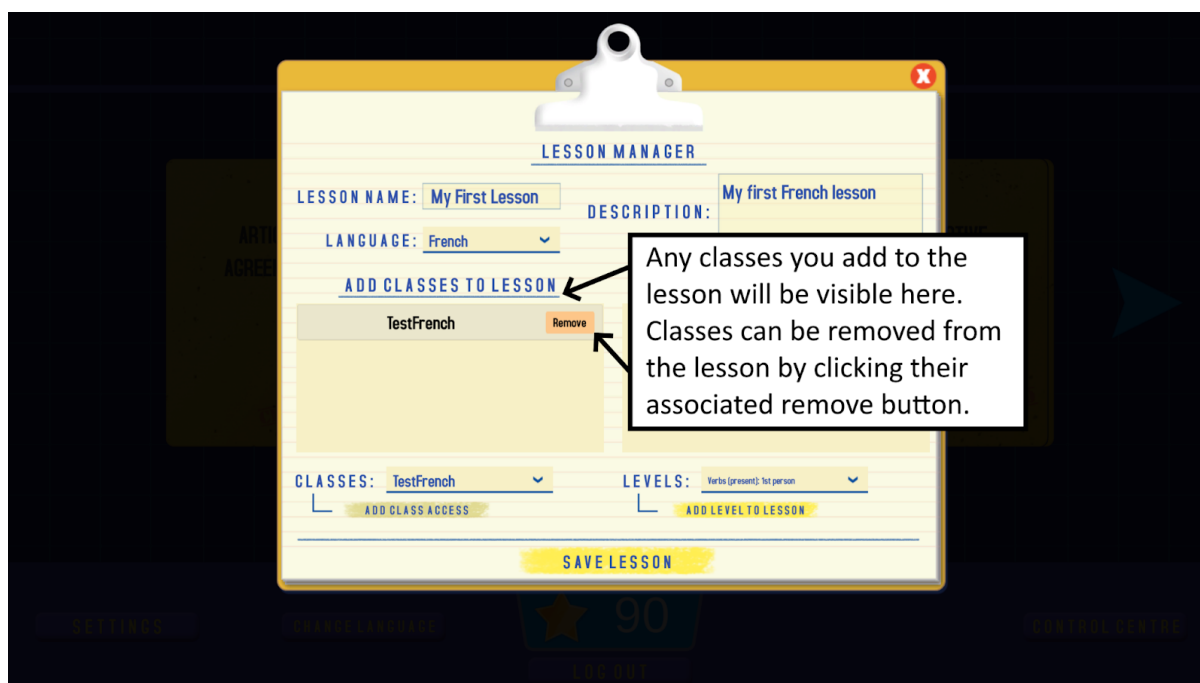 LESSON MANAGER
LESSON NAME: My First Lesson
DESCRIPTION: My first French lesson
LANGUAGE: French
ADD CLASSES TO LESSON
TestFrench Remove
Any classes you add to the
lesson will be visible here.
Classes can be removed from
the lesson by clicking their
associated remove button.
CLASSES: TestFrench
ADD CLASS ACCESS
LEVELS: Verbs (present): 1st person
ADD LEVEL TO LESSON
SAVE LESSON
SETTINGS
CHANGE LANGUAGE
90
CONTROL CENTRE
LOG OUT